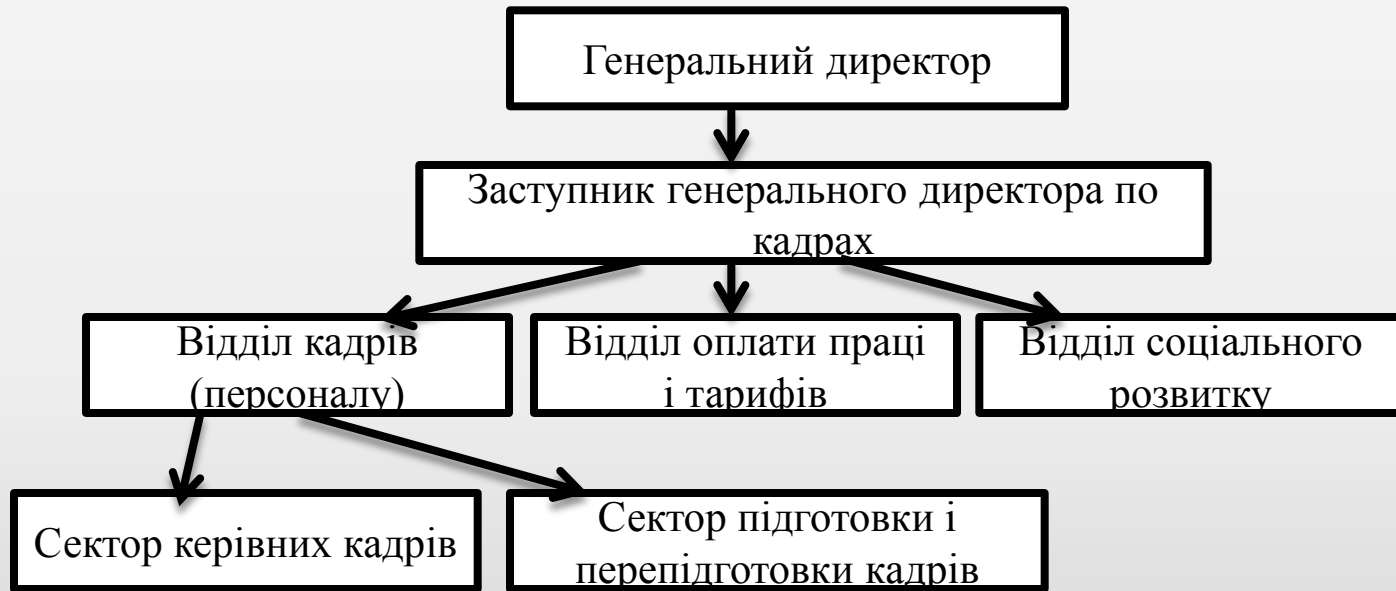 Генеральний директор
Заступник генерального директора по
кадрах
Відділ кадрів
(персоналу)
Відділ оплати праці
і тарифів
Відділ соціального
розвитку
Сектор керівних кадрів
Сектор підготовки і
перепідготовки кадрів